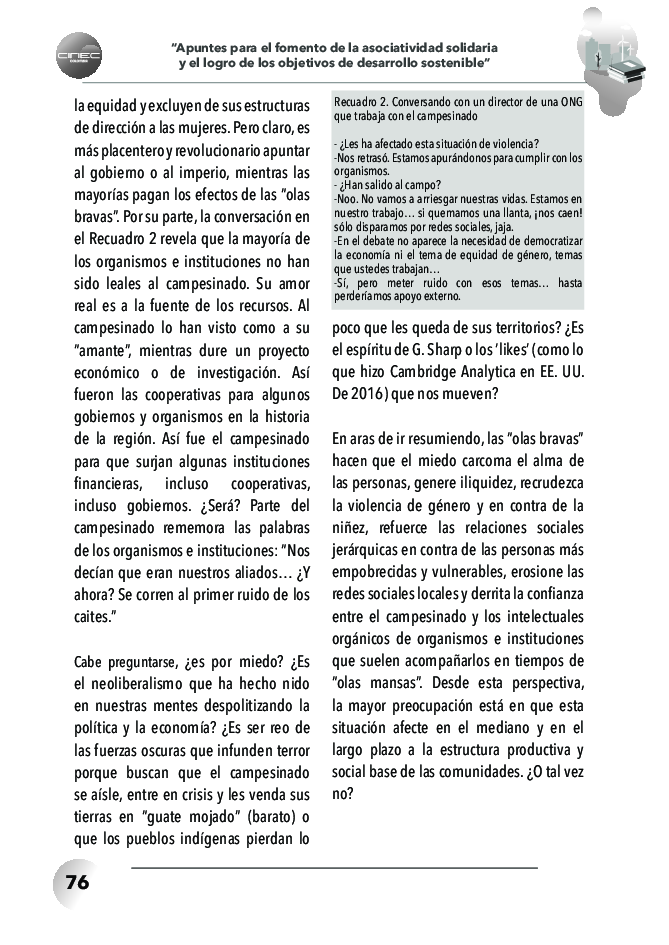 CINEC
"Apuntes para el fomento de la asociatividad solidaria
y el logro de los objetivos de desarrollo sostenible"
la equidad y excluyen de sus estructuras
de dirección a las mujeres. Pero claro, es
más placentero y revolucionario apuntar
al gobierno o al imperio, mientras las
mayorías pagan los efectos de las "olas
bravas". Por su parte, la conversación en
el Recuadro 2 revela que la mayoría de
los organismos e instituciones no han
sido leales al campesinado. Su amor
real es a la fuente de los recursos. Al
campesinado lo han visto como a su
"amante", mientras dure un proyecto
económico o de investigación. Así
fueron las cooperativas para algunos
gobiernos y organismos en la historia
de la región. Así fue el campesinado
para que surjan algunas instituciones
financieras, incluso cooperativas,
incluso gobiernos. ¿Será? Parte del
campesinado rememora las palabras
de los organismos e instituciones: "Nos
decían que eran nuestros aliados… ¿Y
ahora? Se corren al primer ruido de los
caites."
Cabe preguntarse, ¿es por miedo? ¿Es
el neoliberalismo que ha hecho nido
en nuestras mentes despolitizando la
política y la economía? ¿Es ser reo de
las fuerzas oscuras que infunden terror
porque buscan que el campesinado
se aísle, entre en crisis y les venda sus
tierras en "guate mojado" (barato) o
que los pueblos indígenas pierdan lo
Recuadro 2. Conversando con un director de una ONG
que trabaja con el campesinado
- ¿Les ha afectado esta situación de violencia?
-Nos retrasó. Estamos apurándonos para cumplir con los
organismos.
- ¿Han salido al campo?
-Noo. No vamos a arriesgar nuestras vidas. Estamos en
nuestro trabajo… si quemamos una llanta, ¡nos caen!
sólo disparamos por redes sociales, jaja.
-En el debate no aparece la necesidad de democratizar
la economía ni el tema de equidad de género, temas
que ustedes trabajan…
-Sí, pero meter ruido con esos temas… hasta
perderíamos apoyo externo.
poco que les queda de sus territorios? ¿Es
el espíritu de G. Sharp o los 'likes' (como lo
que hizo Cambridge Analytica en EE. UU.
De 2016) que nos mueven?
En aras de ir resumiendo, las "olas bravas"
hacen que el miedo carcoma el alma de
las personas, genere iliquidez, recrudezca
la violencia de género y en contra de la
niñez, refuerce las relaciones sociales
jerárquicas en contra de las personas más
empobrecidas y vulnerables, erosione las
redes sociales locales y derrita la confianza
entre el campesinado y los intelectuales
orgánicos de organismos e instituciones
que suelen acompañarlos en tiempos de
"olas mansas". Desde esta perspectiva,
la mayor preocupación está en que esta
situación afecte en el mediano y en el
largo plazo a la estructura productiva y
social base de las comunidades. ¿O tal vez
no?
76